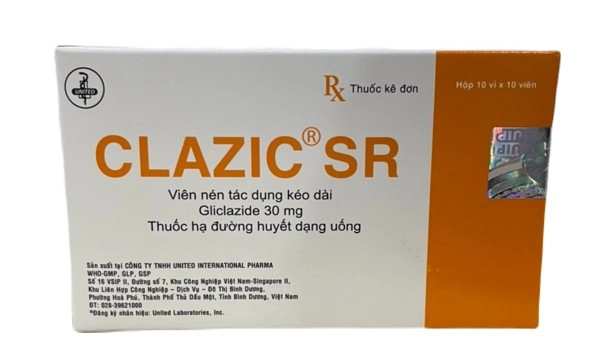 UNITED
Rx Thuốc kê đơn
Hộp 10 vỉ x 10 viên
CLAZIC® SR
Viên nén tác dụng kéo dài
Gliclazide 30 mg
Thuốc hạ đường huyết dạng uống
Sản xuất tại CÔNG TY TNHH UNITED INTERNATIONAL PHARMA
WHO-GMP, GLP, GSP
Số 16 VSIP II, Đường số 7, Khu Công Nghiệp Việt Nam-Singapore II,
Khu Liên Hợp Công Nghiệp – Dịch Vụ – Đô Thị Bình Dương,
Phường Hoà Phú, Thành Phố Thủ Dầu Một, Tỉnh Bình Dương, Việt Nam
ĐT: 028-39621000
*Đăng ký nhãn hiệu: United Laboratories, Inc.